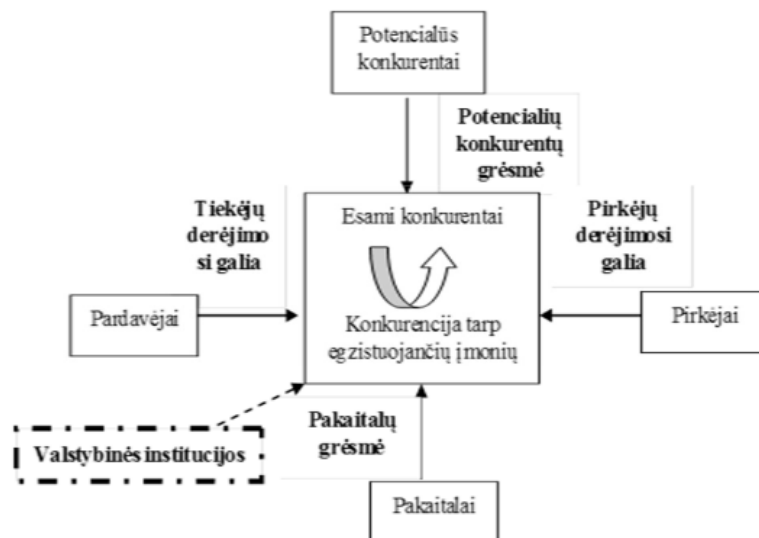 Potencialūs
konkurentai
Potencialių
konkurentų
grėsmė
Tiekėjų
derėjimo
si galia
Esami konkurentai
Pirkėjų
derėjimosi
galia
Pardavėjai
Konkurencija tarp
egzistuojančių įmonių
Pirkėjai
Valstybinės institucijos
Pakaitalų
grėsmė
Pakaitalai